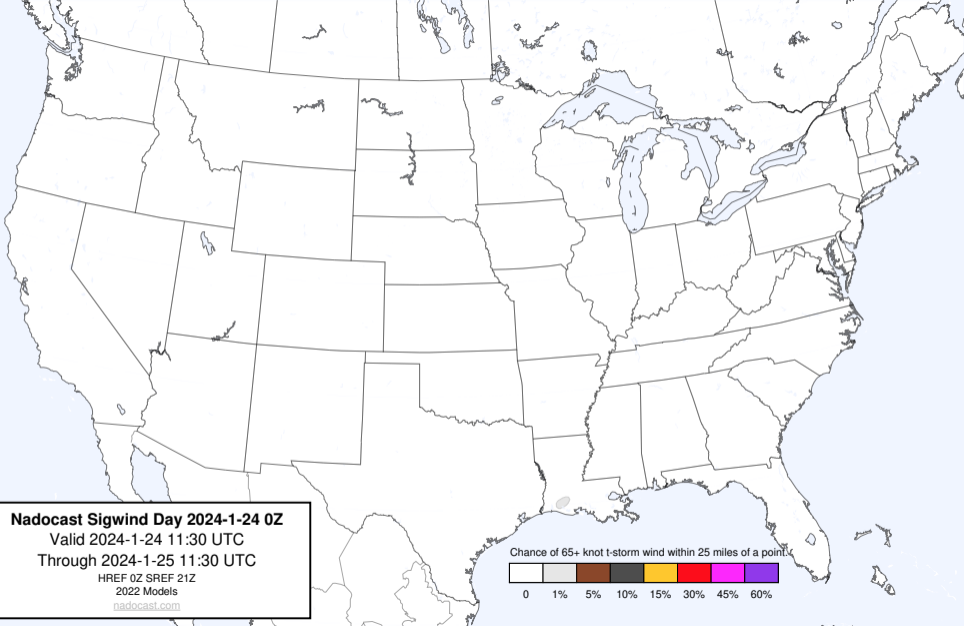 Nadocast Sigwind Day 2024-1-24 0Z
Valid 2024-1-24 11:30 UTC
Through 2024-1-25 11:30 UTC
HREF 0Z SREF 21Z
2022 Models
nadocast.com
Chance of 65+ knot t-storm wind within 25 miles of a point.
0 1% 5% 10% 15% 30% 45% 60%